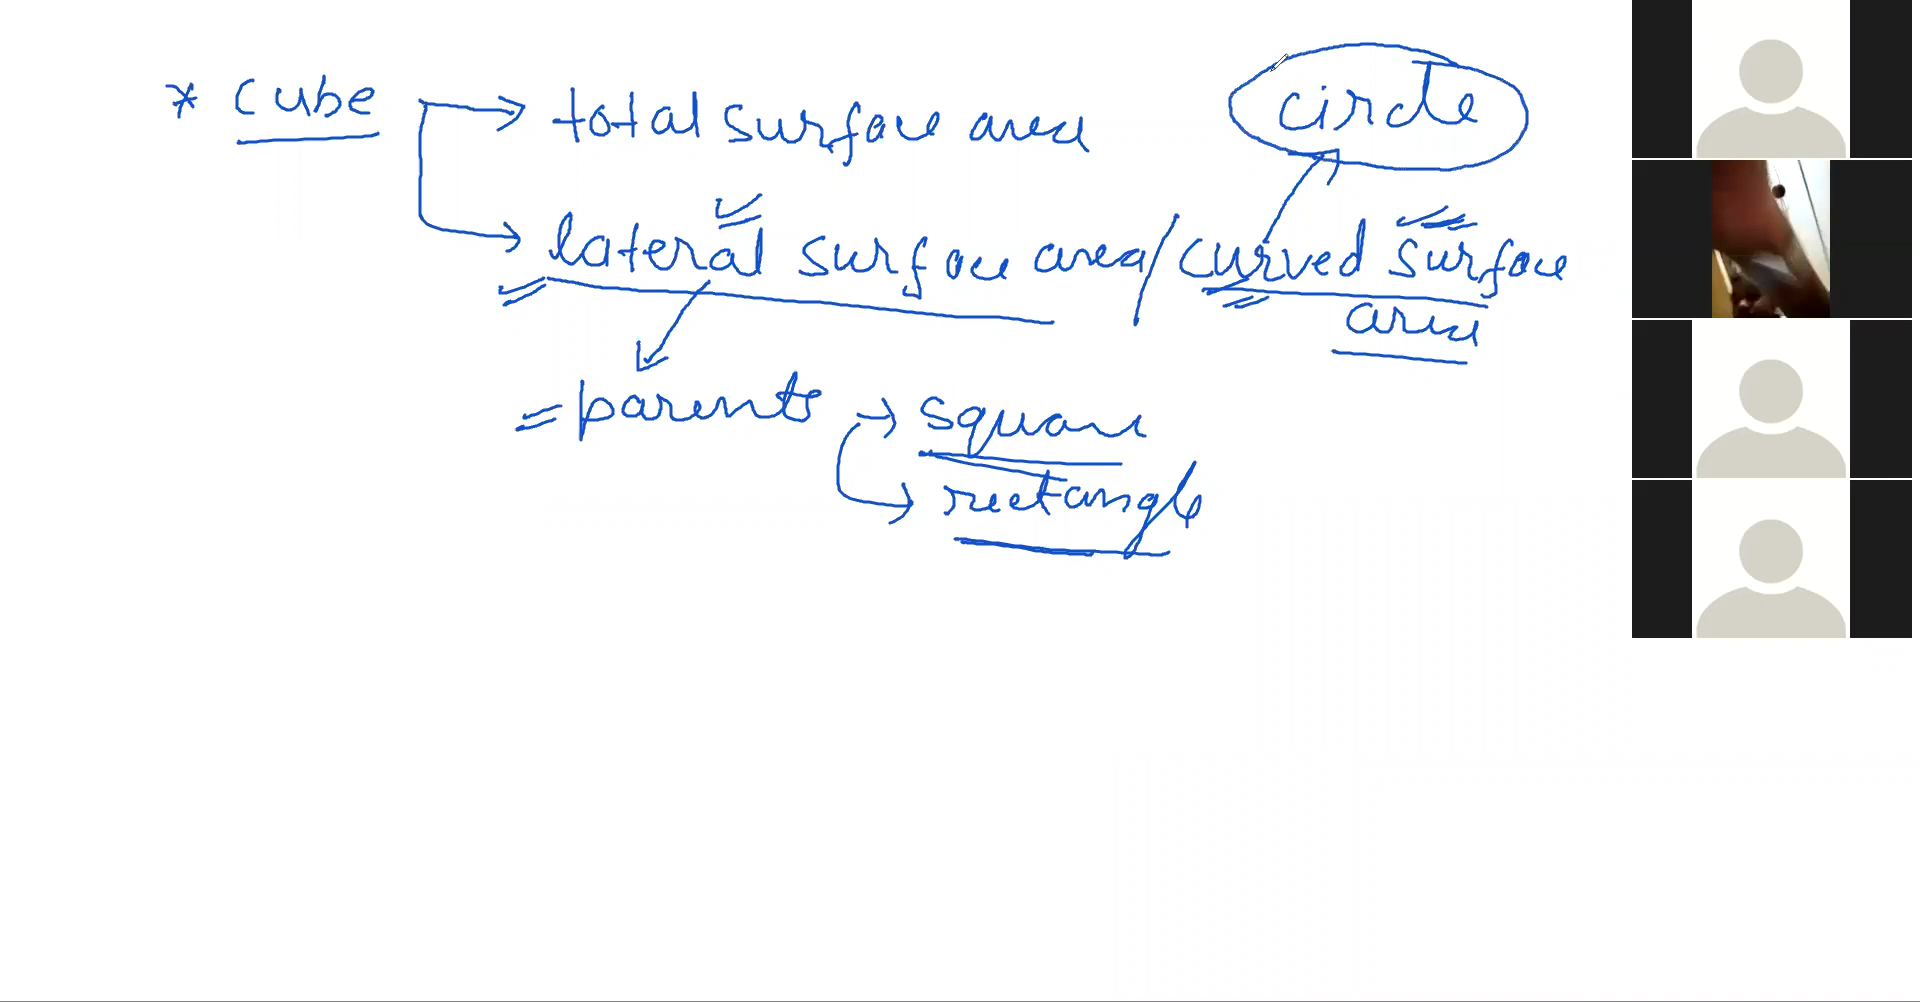 * cube → total surface area
circle
→ lateral surface area / curved surface
area
= parents → square
→ rectangle